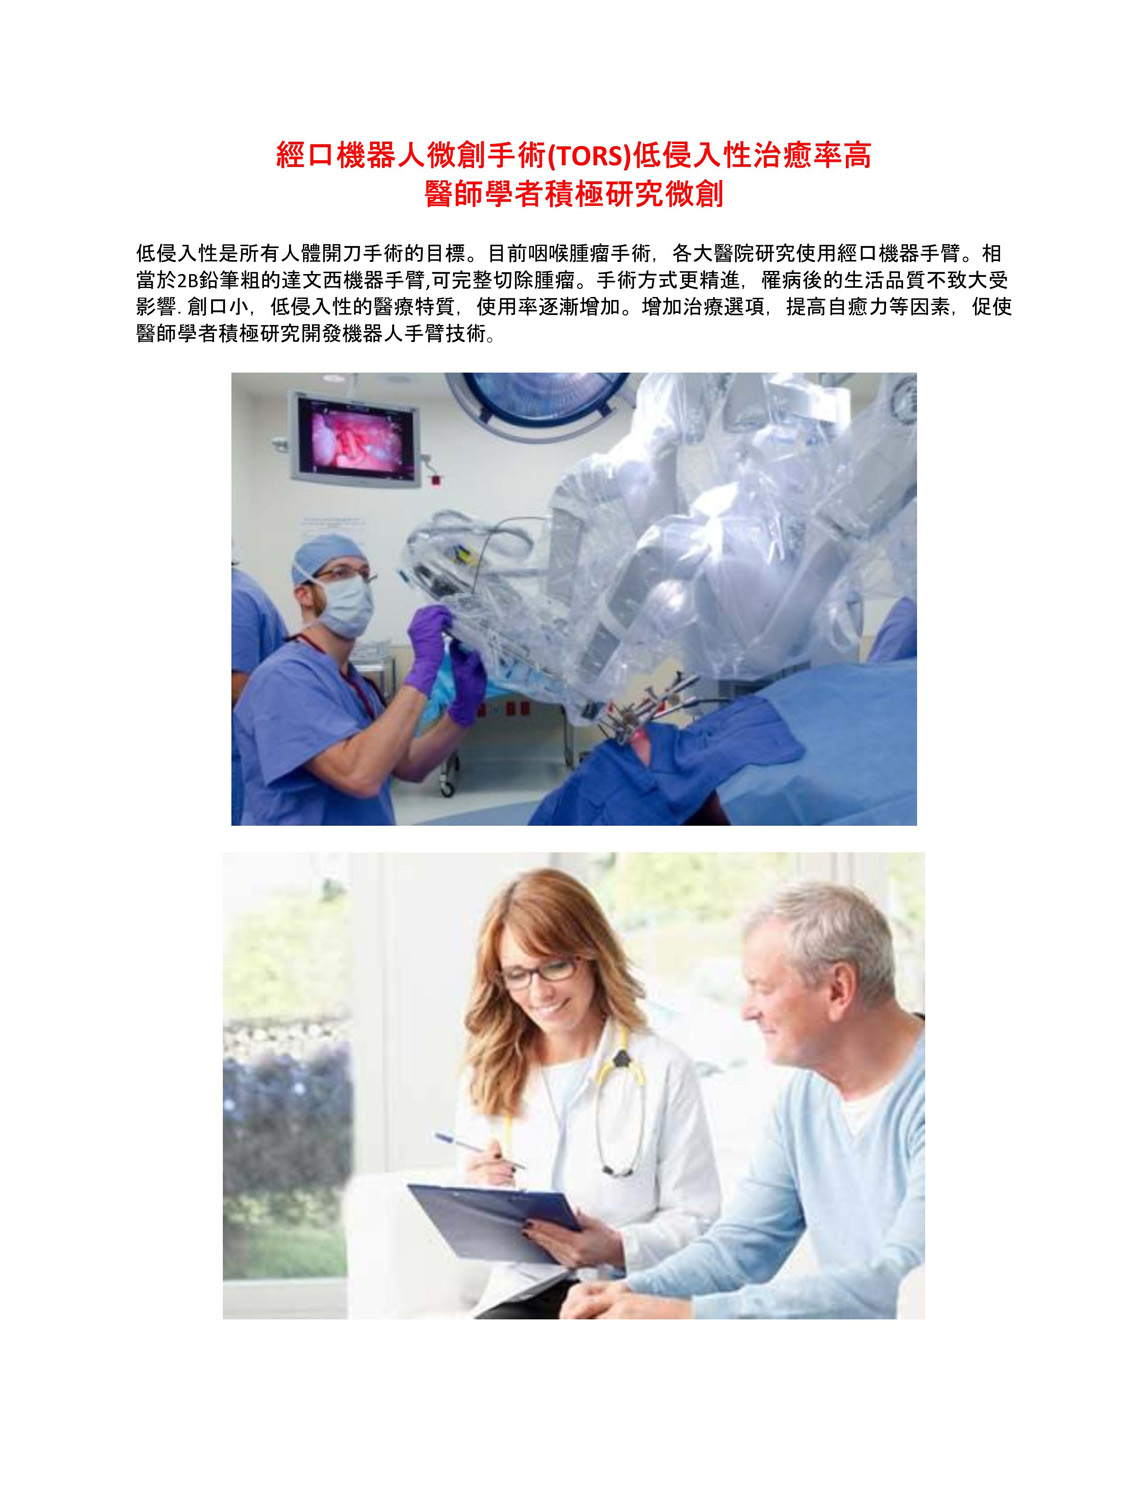 經口機器人微創手術(TORS)低侵入性治癒率高
醫師學者積極研究微創
低侵入性是所有人體開刀手術的目標。目前咽喉腫瘤手術，各大醫院研究使用經口機器手臂。相
當於2B鉛筆粗的達文西機器手臂,可完整切除腫瘤。手術方式更精進，罹病後的生活品質不致大受
影響. 創口小，低侵入性的醫療特質，使用率逐漸增加。增加治療選項，提高自癒力等因素，促使
醫師學者積極研究開發機器人手臂技術。